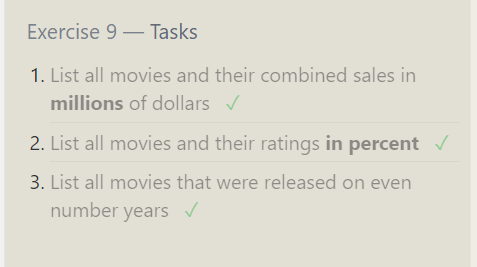 Exercise 9 — Tasks
1. List all movies and their combined sales in
millions of dollars ✓
2. List all movies and their ratings in percent ✓
3. List all movies that were released on even
number years ✓